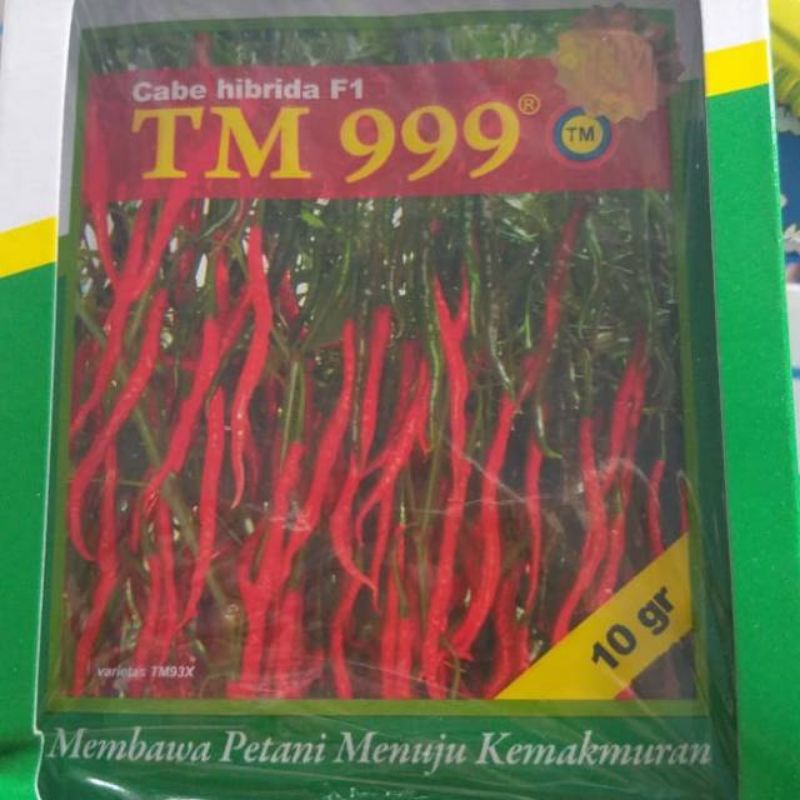 Cabe hibrida F1
TM 999®
TM
10 gr
varietas TM93X
Membawa Petani Menuju Kemakmuran